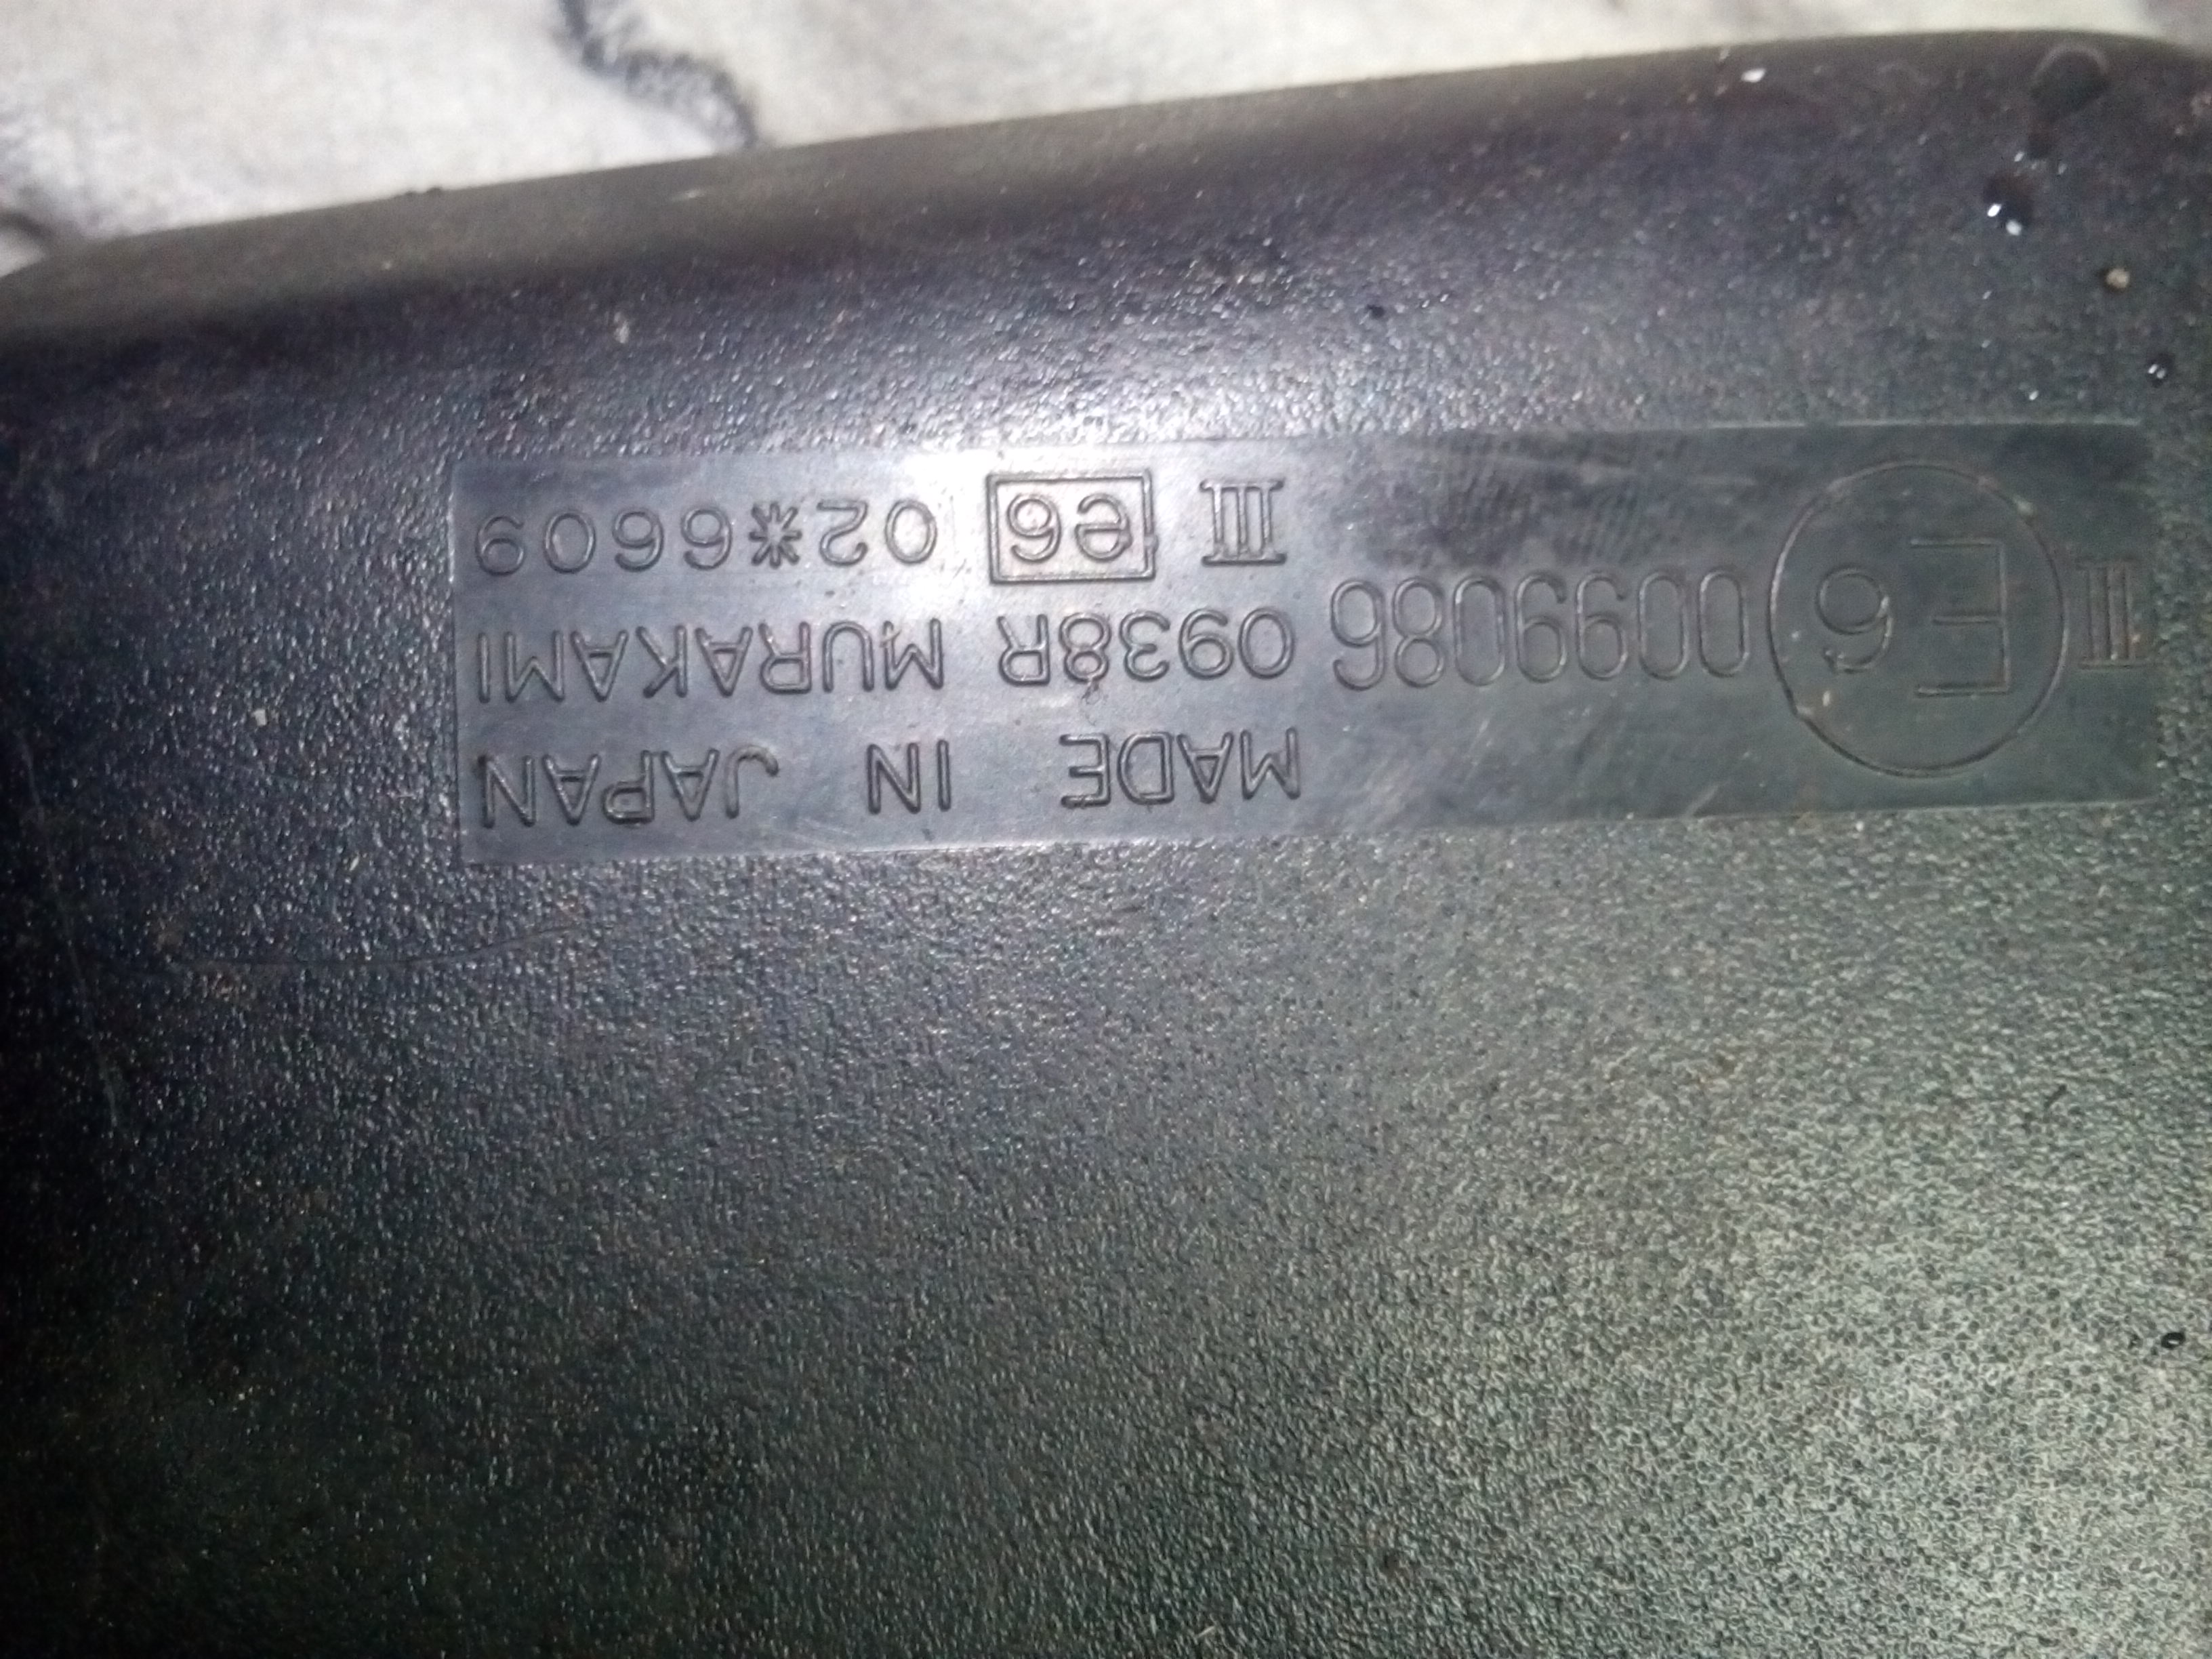 MADE IN JAPAN
III E6 0099086
0938R MURAKAMI
III e6 02*6609